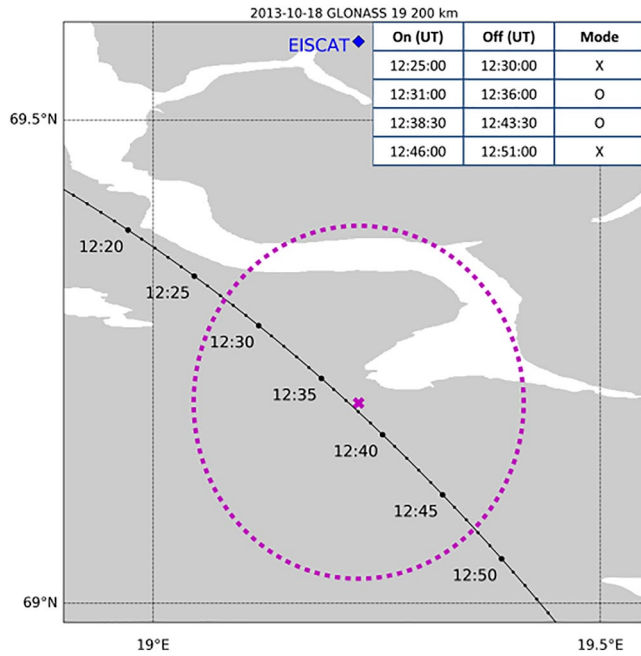 2013-10-18 GLONASS 19 200 km
EISCAT
On (UT) Off (UT) Mode
12:25:00 12:30:00 X
12:31:00 12:36:00 O
12:38:30 12:43:30 O
12:46:00 12:51:00 X
69.5°N
12:20
12:25
12:30
12:35
12:40
12:45
12:50
69°N
19°E 19.5°E